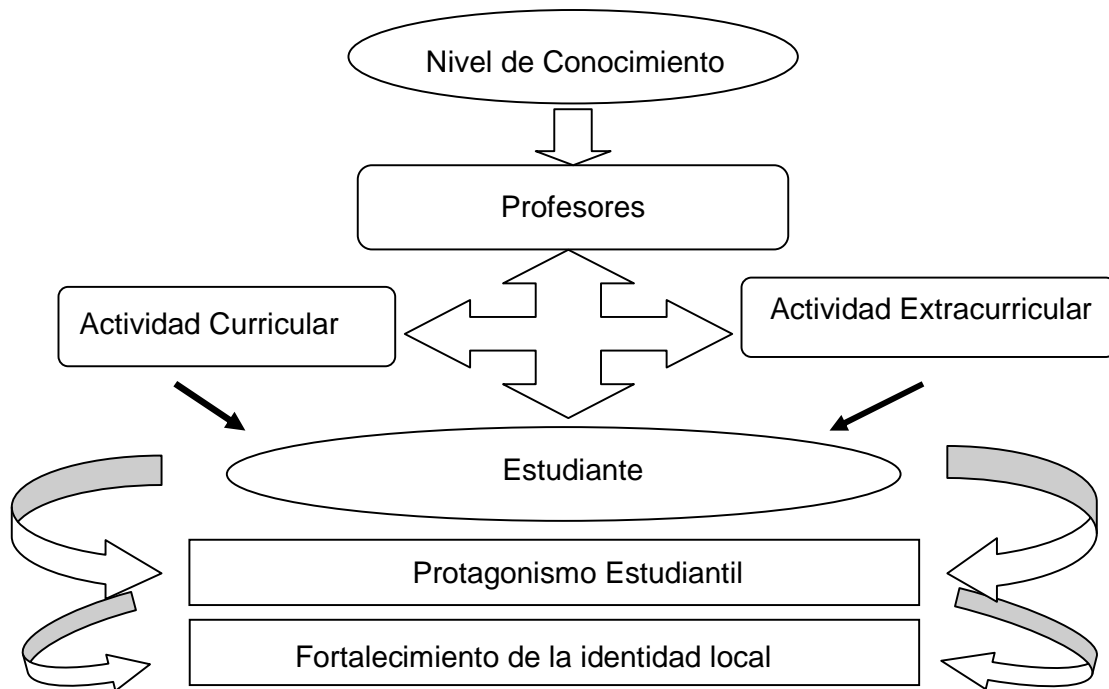 Nivel de Conocimiento
Profesores
Actividad Curricular
Actividad Extracurricular
Estudiante
Protagonismo Estudiantil
Fortalecimiento de la identidad local